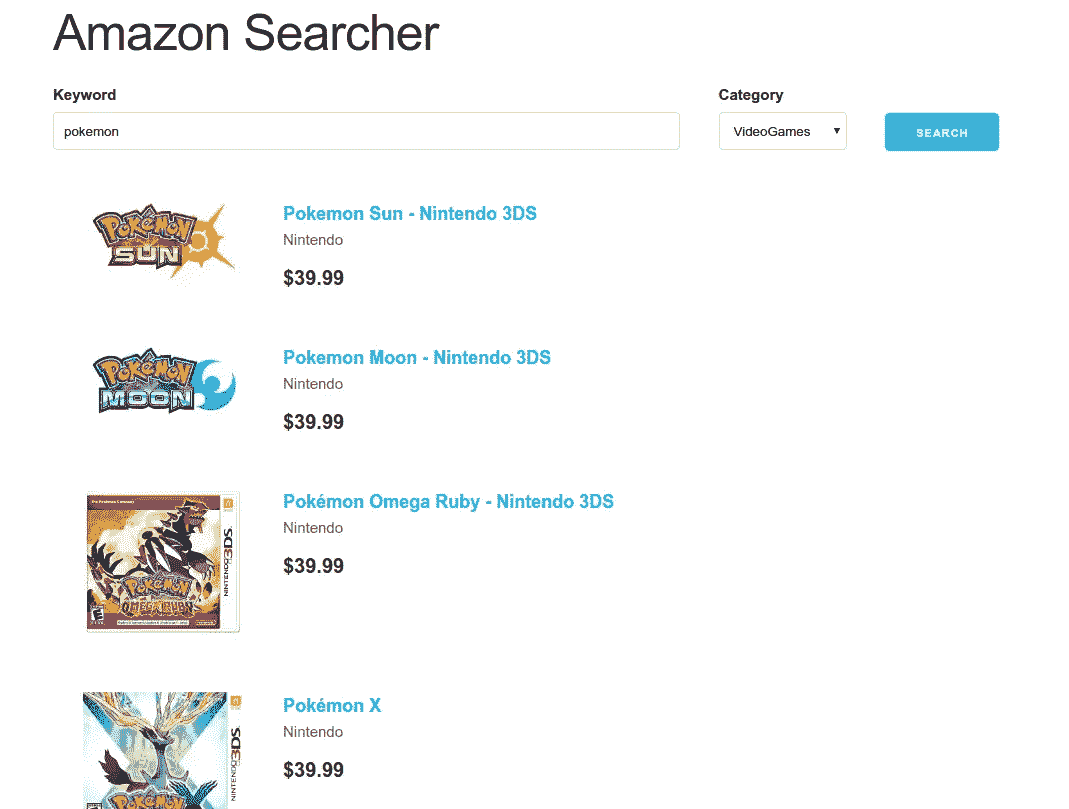 Amazon Searcher
Keyword
Category
pokemon
VideoGames
SEARCH
POKéMON
SUN
Pokemon Sun - Nintendo 3DS
Nintendo
$39.99
POKéMON
MOON
Pokemon Moon - Nintendo 3DS
Nintendo
$39.99
NINTENDO 3DS
POKéMON
OMEGA RUBY
E
Pokémon Omega Ruby - Nintendo 3DS
Nintendo
$39.99
NINTENDO 3DS
POKéMON
Pokémon X
Nintendo
$39.99